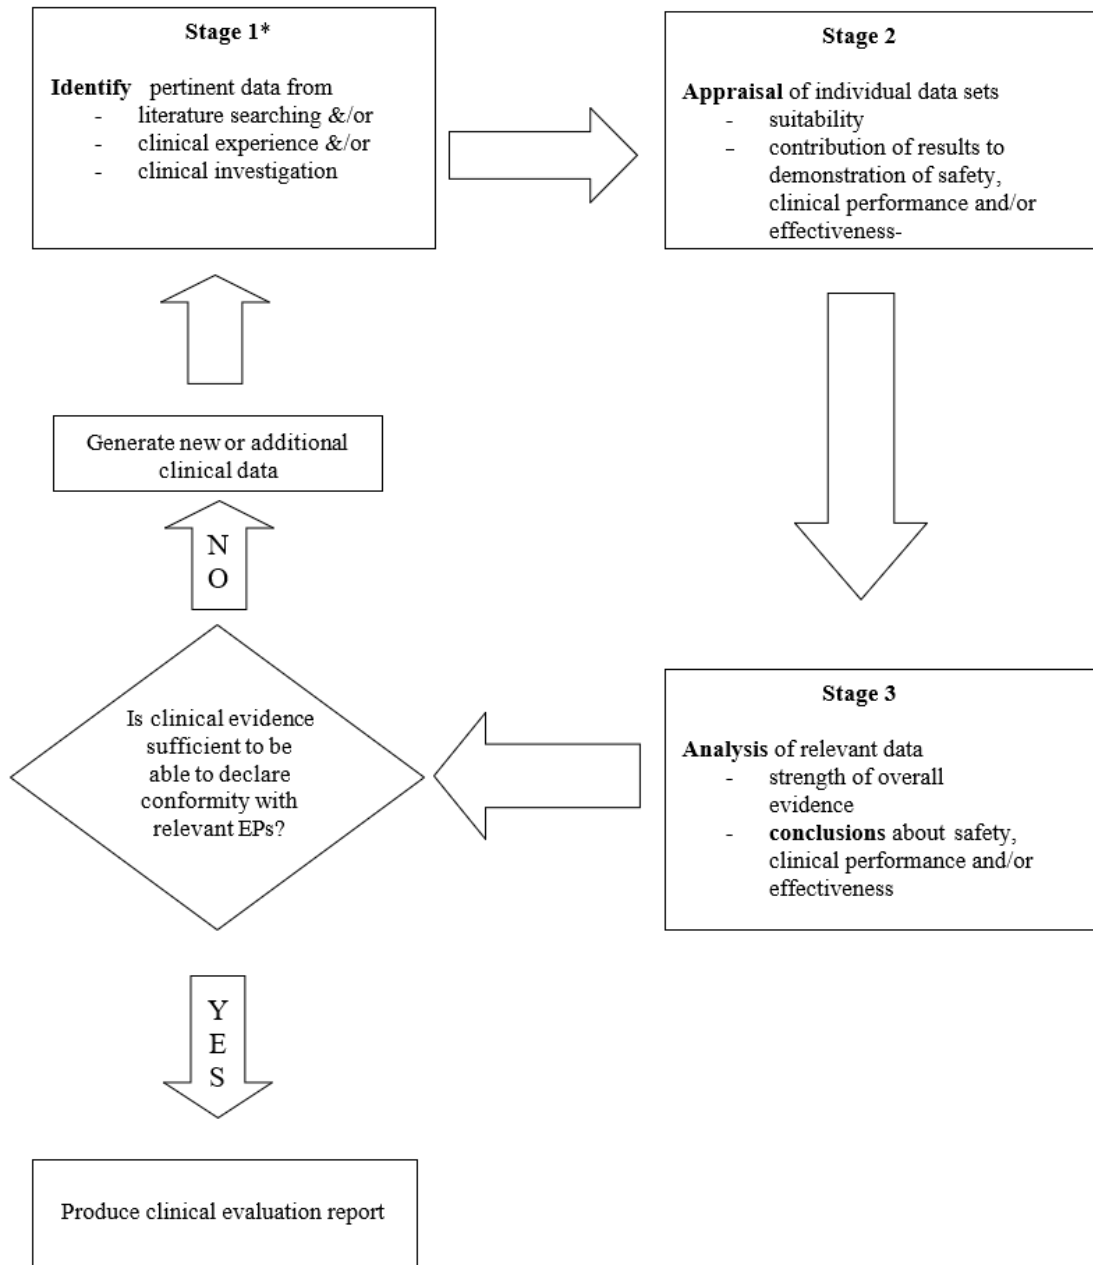 Stage 1*
Identify pertinent data from
- literature searching &/or
- clinical experience &/or
- clinical investigation
Stage 2
Appraisal of individual data sets
- suitability
- contribution of results to
demonstration of safety,
clinical performance and/or
effectiveness-
Stage 3
Analysis of relevant data
- strength of overall
evidence
- conclusions about safety,
clinical performance and/or
effectiveness
Is clinical evidence
sufficient to be
able to declare
conformity with
relevant EPs?
N
O
Generate new or additional
clinical data
Y
E
S
Produce clinical evaluation report